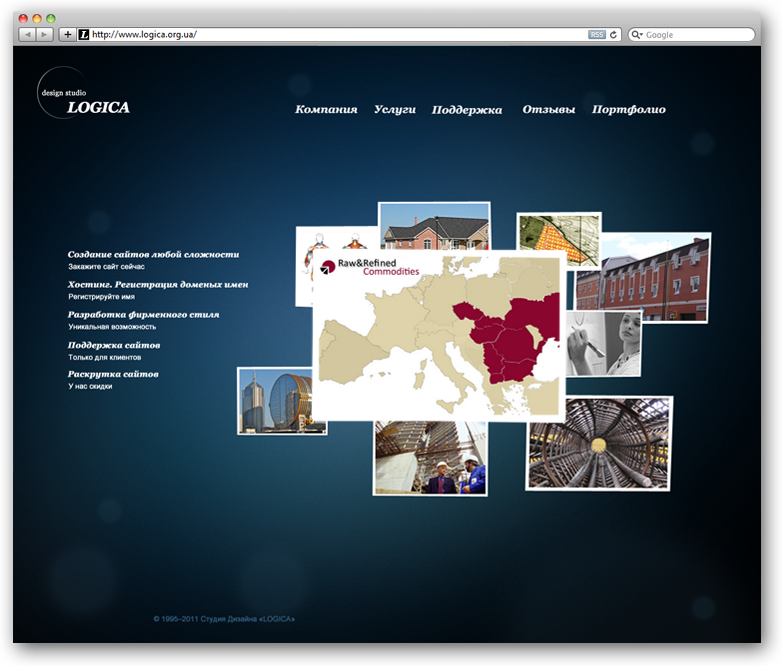 http://www.logica.org.ua/
RSS
Google
design studio
LOGICA
Компания Услуги Поддержка Отзывы Портфолио
Создание сайтов любой сложности
Закажите сайт сейчас
Хостинг. Регистрация доменых имен
Регистрируйте имя
Разработка фирменного стиля
Уникальная возможность
Поддержка сайтов
Только для клиентов
Раскрутка сайтов
У нас скидки
Raw&Refined
Commodities
© 1995–2011 Студия Дизайна «LOGICA»